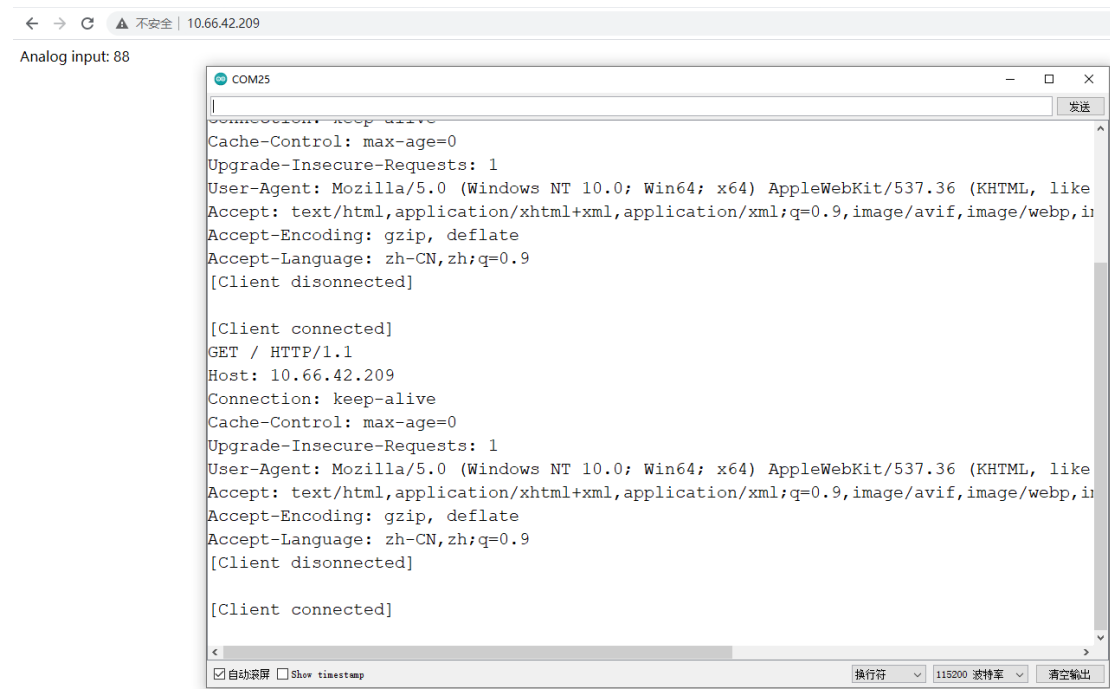 不安全 10.66.42.209
Analog input: 88
COM25
发送
Connection: keep-alive
Cache-Control: max-age=0
Upgrade-Insecure-Requests: 1
User-Agent: Mozilla/5.0 (Windows NT 10.0; Win64; x64) AppleWebKit/537.36 (KHTML, like
Accept: text/html,application/xhtml+xml,application/xml;q=0.9,image/avif,image/webp,
Accept-Encoding: gzip, deflate
Accept-Language: zh-CN,zh;q=0.9
[Client disonnected]
[Client connected]
GET / HTTP/1.1
Host: 10.66.42.209
Connection: keep-alive
Cache-Control: max-age=0
Upgrade-Insecure-Requests: 1
User-Agent: Mozilla/5.0 (Windows NT 10.0; Win64; x64) AppleWebKit/537.36 (KHTML, like
Accept: text/html,application/xhtml+xml,application/xml;q=0.9,image/avif,image/webp,
Accept-Encoding: gzip, deflate
Accept-Language: zh-CN,zh;q=0.9
[Client disonnected]
[Client connected]
自动滚屏 Show timestamp 换行符 115200 波特率 清空输出